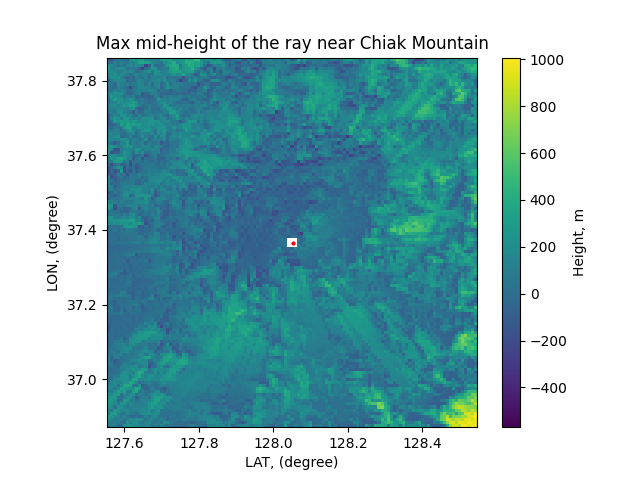 Max mid-height of the ray near Chiak Mountain
37.8
37.6
37.4
37.2
37.0
LON, (degree)
127.6 127.8 128.0 128.2 128.4
LAT, (degree)
1000
800
600
400
200
0
−200
−400
Height, m